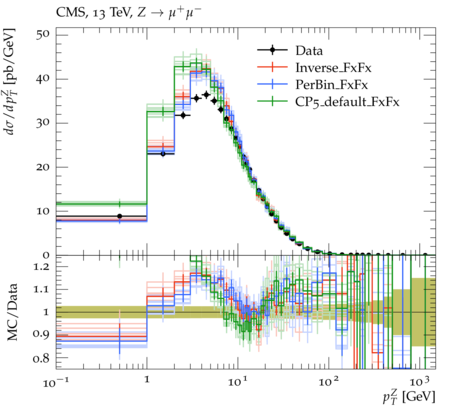 CMS, 13 TeV, Z → μ⁺μ⁻
dσ/dp_T^Z [pb/GeV]
50
40
30
20
10
0
Data
Inverse_FxFx
PerBin_FxFx
CP5_default_FxFx
MC/Data
1.2
1.1
1
0.9
0.8
10⁻¹ 1 10¹ 10² 10³
p_T^Z [GeV]